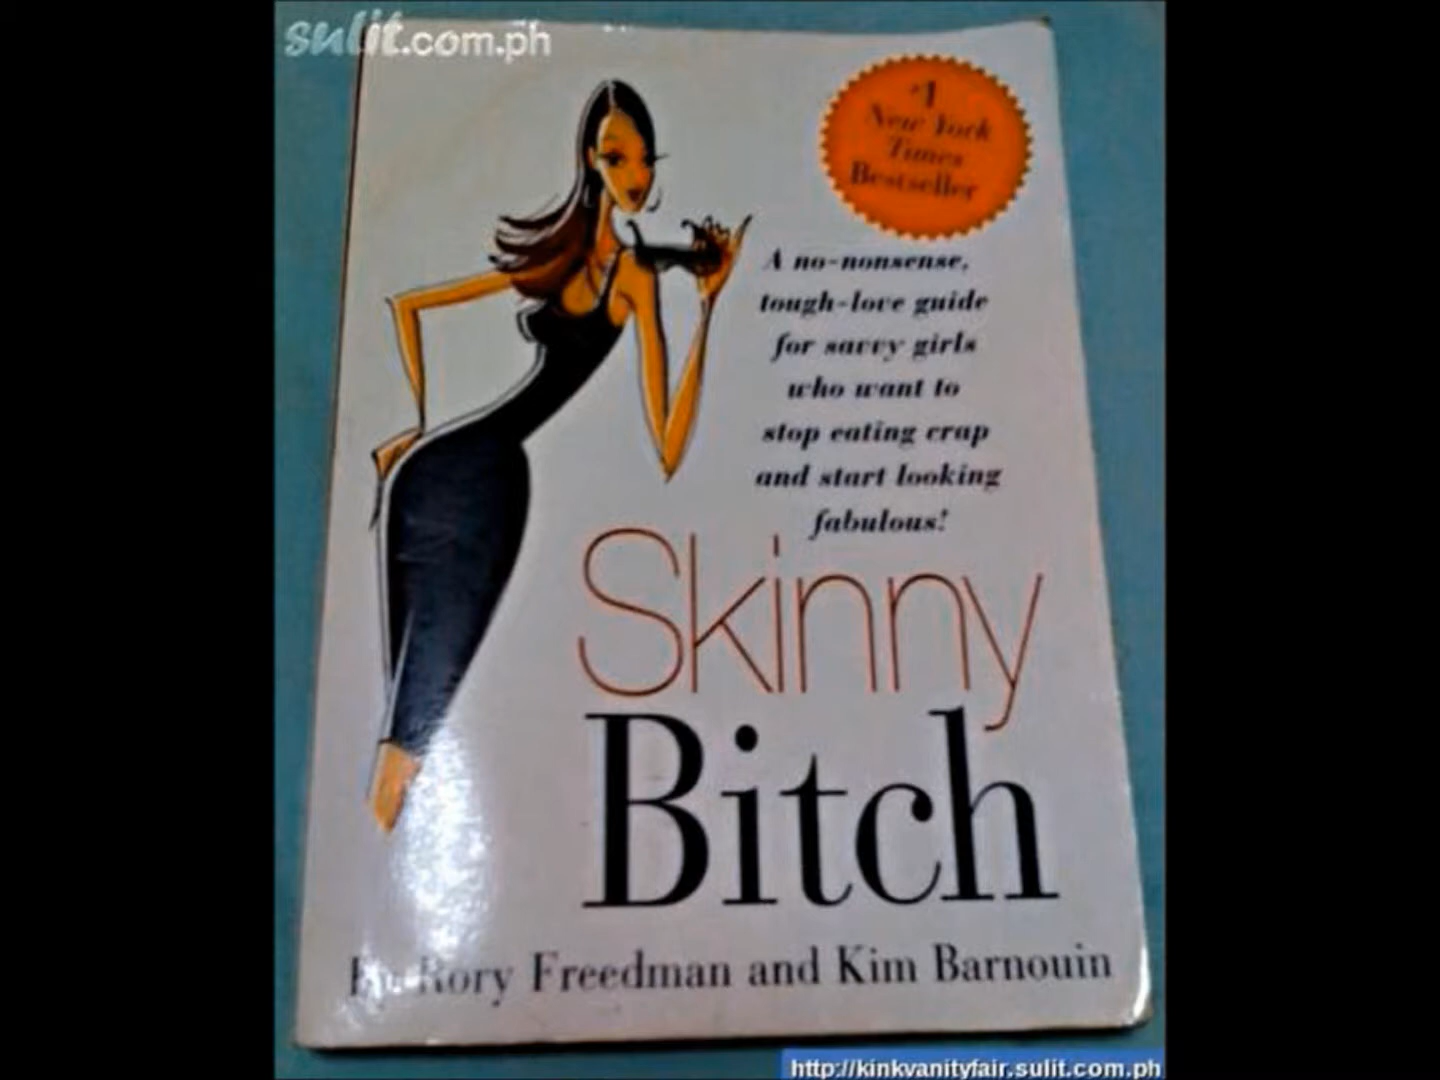 sulit.com.ph
#1
New York
Times
Bestseller
A no-nonsense,
tough-love guide
for savvy girls
who want to
stop eating crap
and start looking
fabulous!
Skinny
Bitch
By Rory Freedman and Kim Barnouin
http://kinkvanityfair.sulit.com.ph